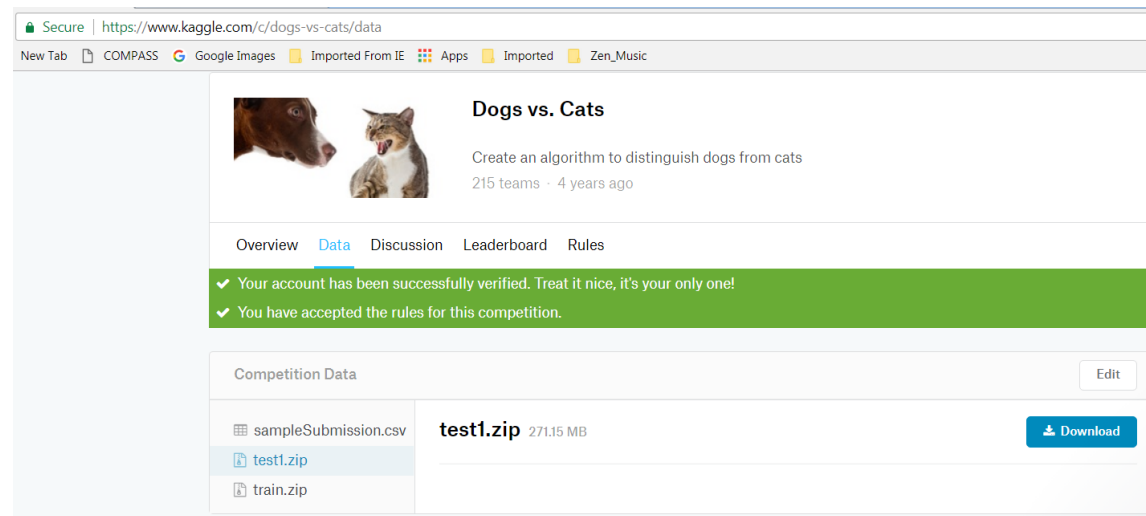 Secure | https://www.kaggle.com/c/dogs-vs-cats/data
New Tab COMPASS G Google Images Imported From IE Apps Imported Zen_Music
Dogs vs. Cats
Create an algorithm to distinguish dogs from cats
215 teams · 4 years ago
Overview Data Discussion Leaderboard Rules
Your account has been successfully verified. Treat it nice, it's your only one!
You have accepted the rules for this competition.
Competition Data Edit
sampleSubmission.csv test1.zip 271.15 MB Download
test1.zip
train.zip